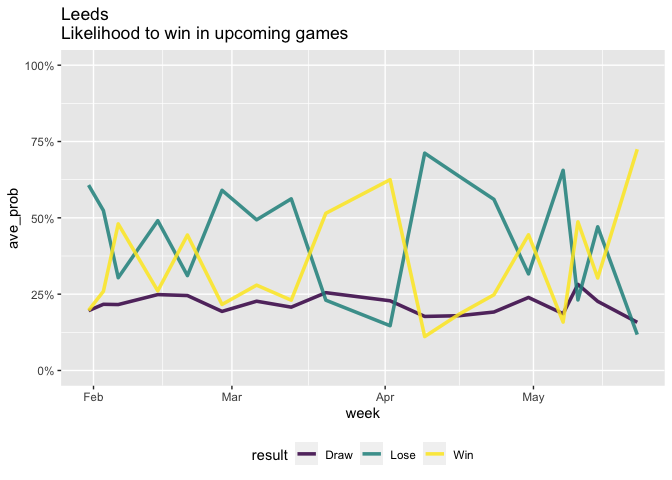 Leeds
Likelihood to win in upcoming games
100%
75%
50%
25%
0%
ave_prob
Feb Mar Apr May
week
result Draw Lose Win